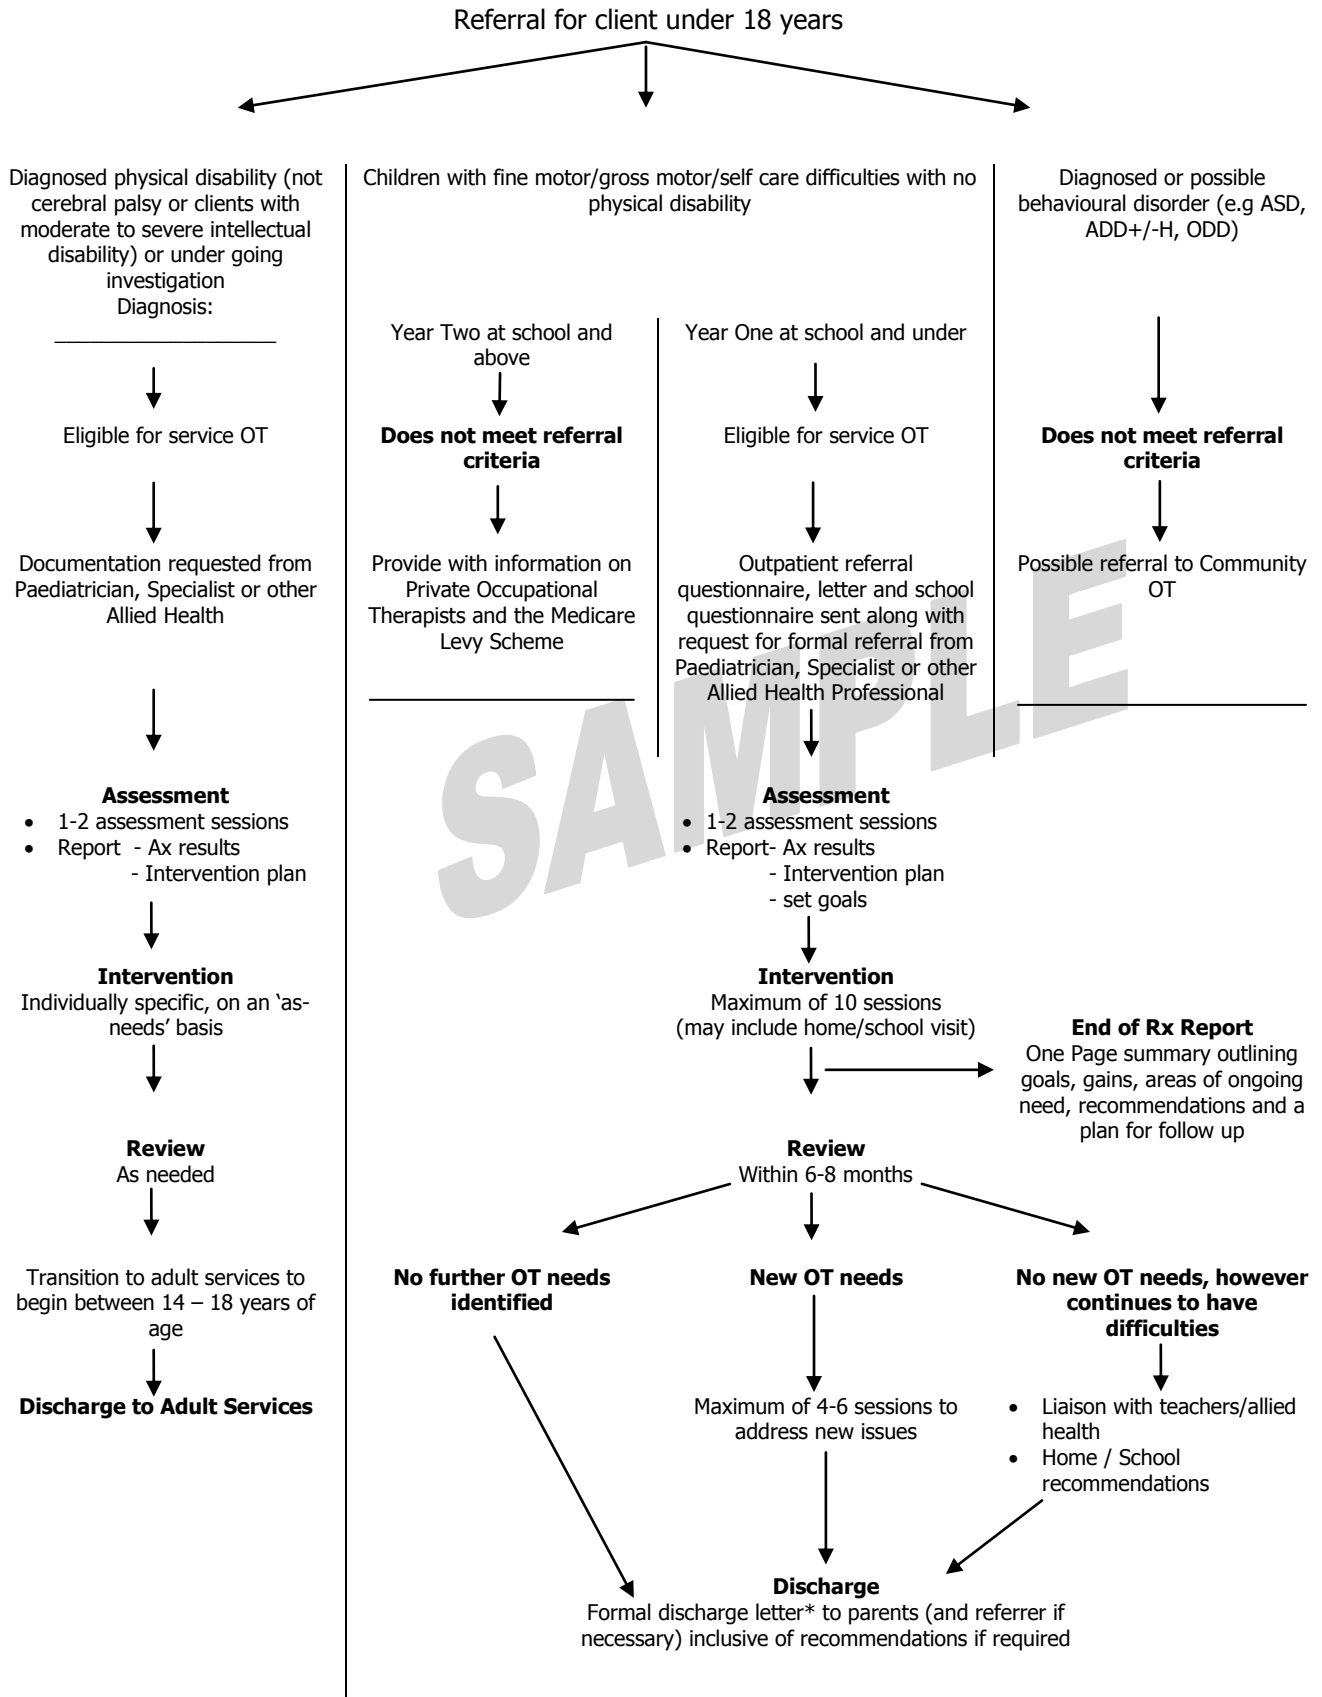 Referral for client under 18 years
Diagnosed physical disability (not
cerebral palsy or clients with
moderate to severe intellectual
disability) or under going
investigation
Diagnosis:
____________________
Eligible for service OT
Documentation requested from
Paediatrician, Specialist or other
Allied Health
Assessment
• 1-2 assessment sessions
• Report - Ax results
- Intervention plan
Intervention
Individually specific, on an ‘as-
needs’ basis
Review
As needed
Transition to adult services to
begin between 14 – 18 years of
age
Discharge to Adult Services
Children with fine motor/gross motor/self care difficulties with no
physical disability
Year Two at school and
above
Does not meet referral
criteria
Provide with information on
Private Occupational
Therapists and the Medicare
Levy Scheme
Year One at school and under
Eligible for service OT
Outpatient referral
questionnaire, letter and school
questionnaire sent along with
request for formal referral from
Paediatrician, Specialist or other
Allied Health Professional
Assessment
• 1-2 assessment sessions
• Report- Ax results
- Intervention plan
- set goals
Intervention
Maximum of 10 sessions
(may include home/school visit)
End of Rx Report
One Page summary outlining
goals, gains, areas of ongoing
need, recommendations and a
plan for follow up
Review
Within 6-8 months
No further OT needs
identified
New OT needs
Maximum of 4-6 sessions to
address new issues
No new OT needs, however
continues to have
difficulties
• Liaison with teachers/allied
health
• Home / School
recommendations
Discharge
Formal discharge letter* to parents (and referrer if
necessary) inclusive of recommendations if required
Diagnosed or possible
behavioural disorder (e.g ASD,
ADD+/-H, ODD)
Does not meet referral
criteria
Possible referral to Community
OT
SAMPLE